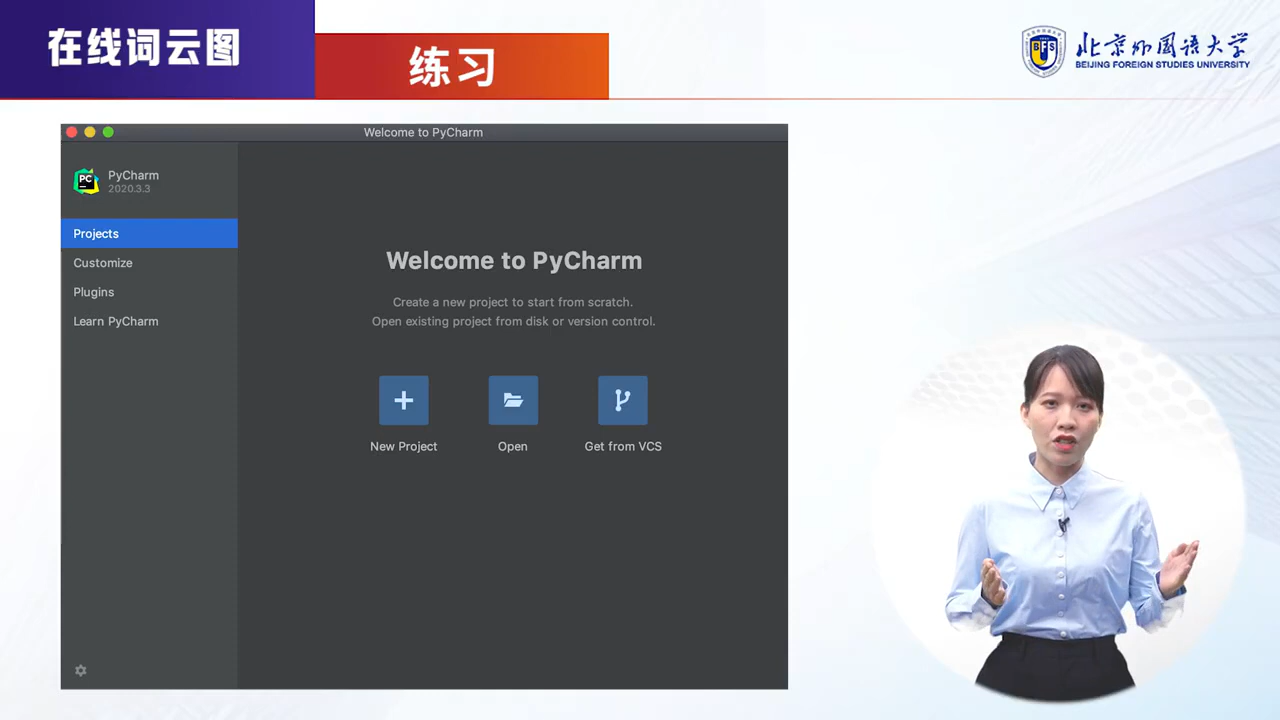 在线词云图
练习
北京外国语大学
BEIJING FOREIGN STUDIES UNIVERSITY
BFS
Welcome to PyCharm
PC
PyCharm
2020.3.3
Projects
Customize
Plugins
Learn PyCharm
Welcome to PyCharm
Create a new project to start from scratch.
Open existing project from disk or version control.
New Project
Open
Get from VCS